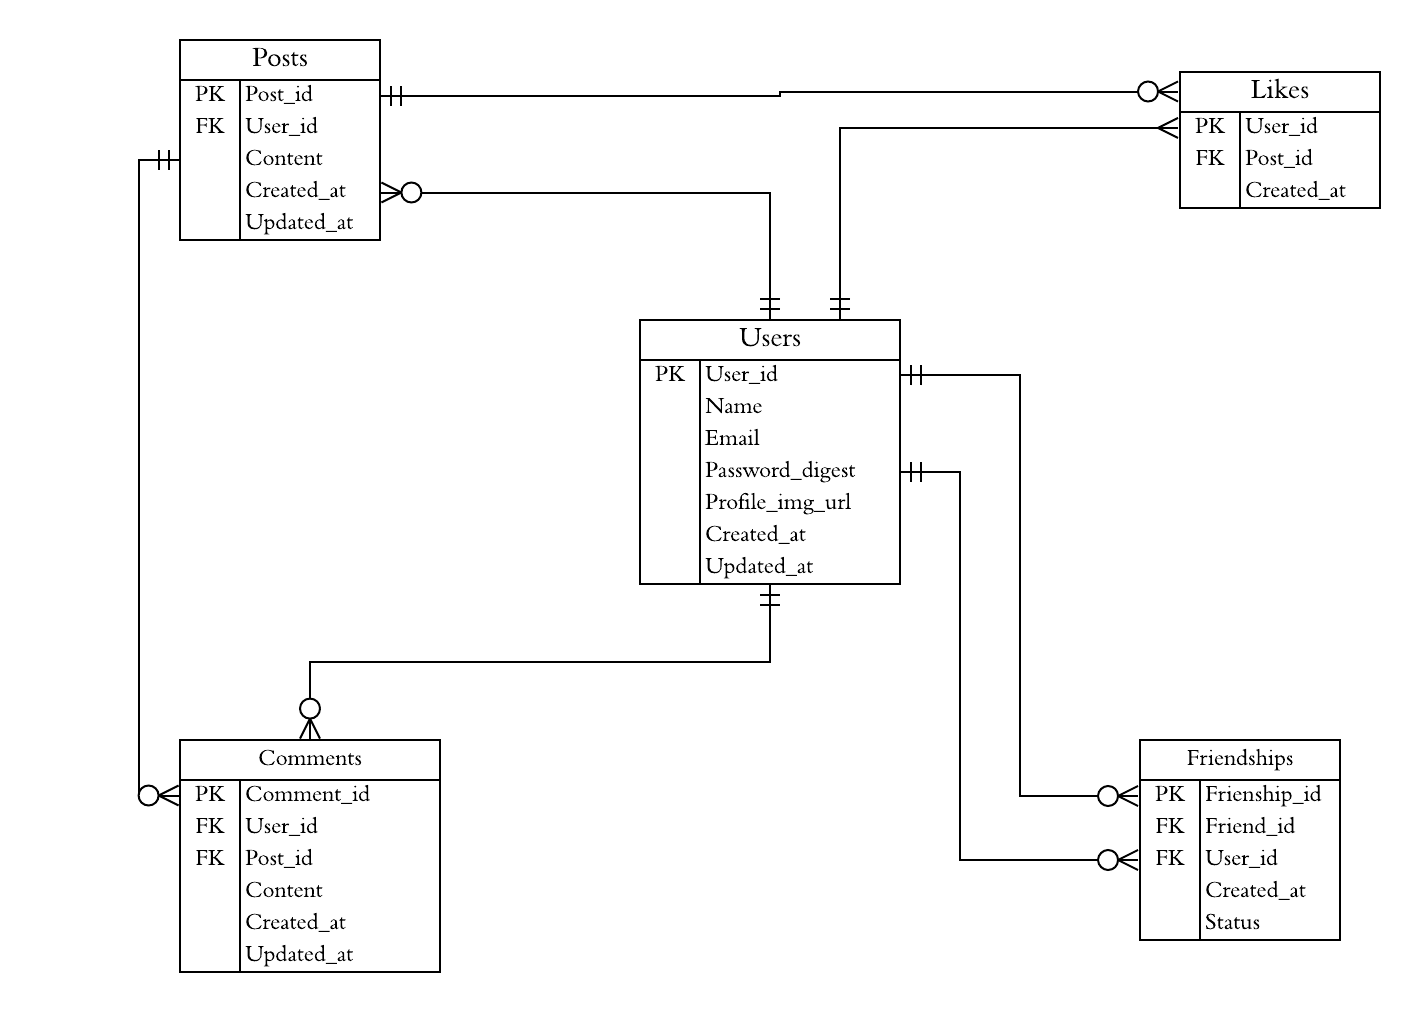 Posts
PK Post_id
FK User_id
Content
Created_at
Updated_at
Likes
PK User_id
FK Post_id
Created_at
Users
PK User_id
Name
Email
Password_digest
Profile_img_url
Created_at
Updated_at
Comments
PK Comment_id
FK User_id
FK Post_id
Content
Created_at
Updated_at
Friendships
PK Frienship_id
FK Friend_id
FK User_id
Created_at
Status